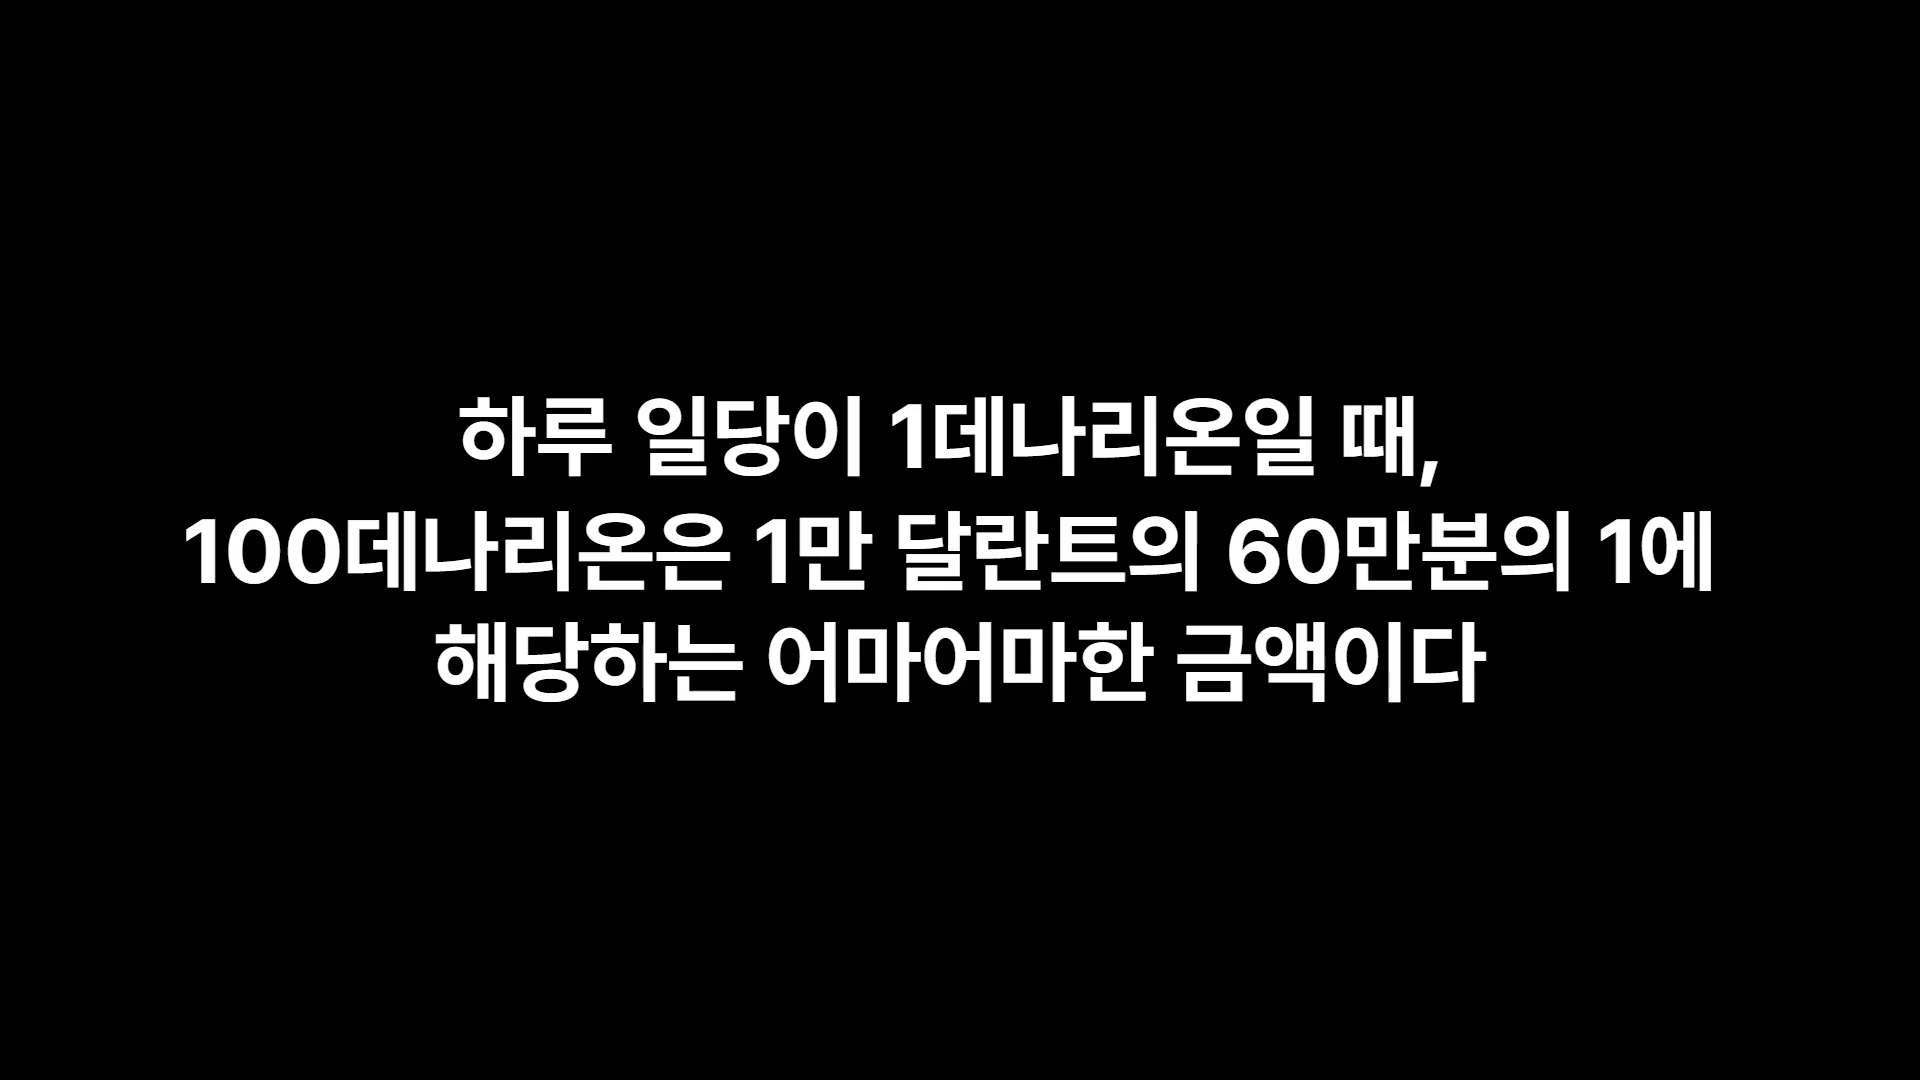 하루 일당이 1데나리온일 때,
100데나리온은 1만 달란트의 60만분의 1에
해당하는 어마어마한 금액이다